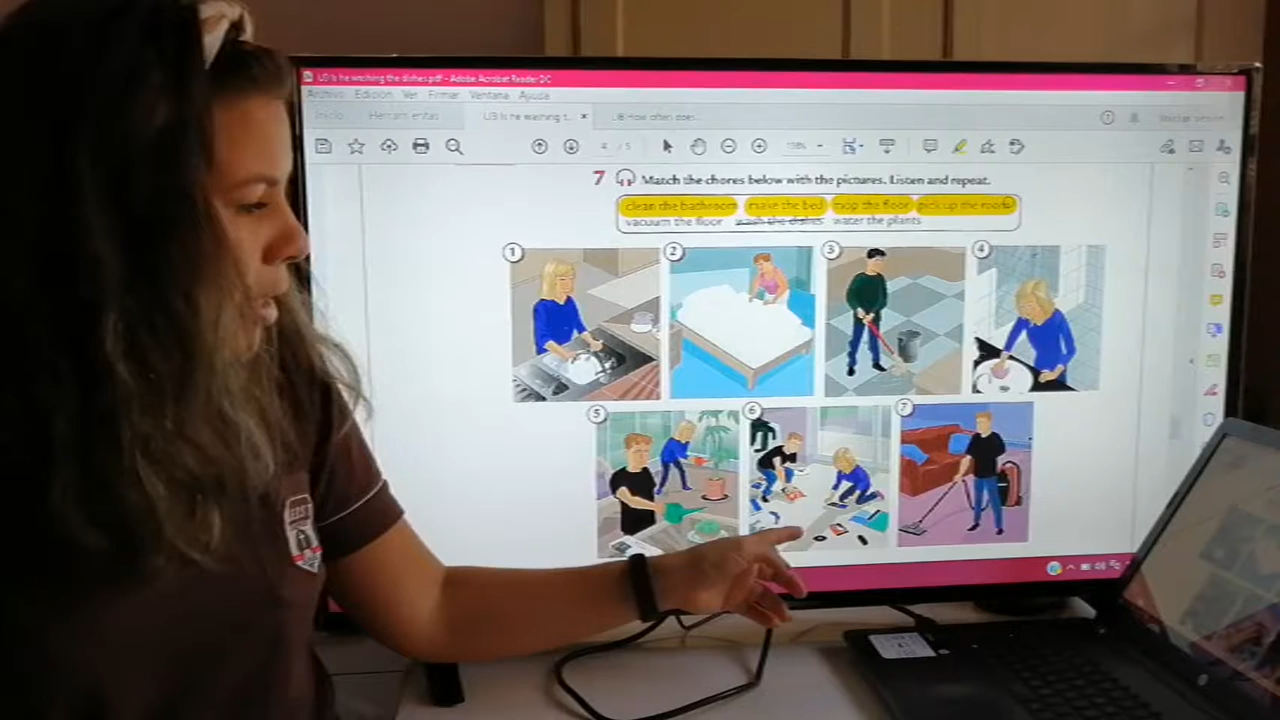 U3 Is he washing the dishes.pdf - Adobe Acrobat Reader DC
Archivo Edición Ver Firmar Ventana Ayuda
Inicio Herramientas U3 Is he washing t... × U8 How often does...
4 / 5
7 Match the chores below with the pictures. Listen and repeat.
clean the bathroom make the bed mop the floor pick up the room
vacuum the floor wash the dishes water the plants
1 2 3 4
5 6 7